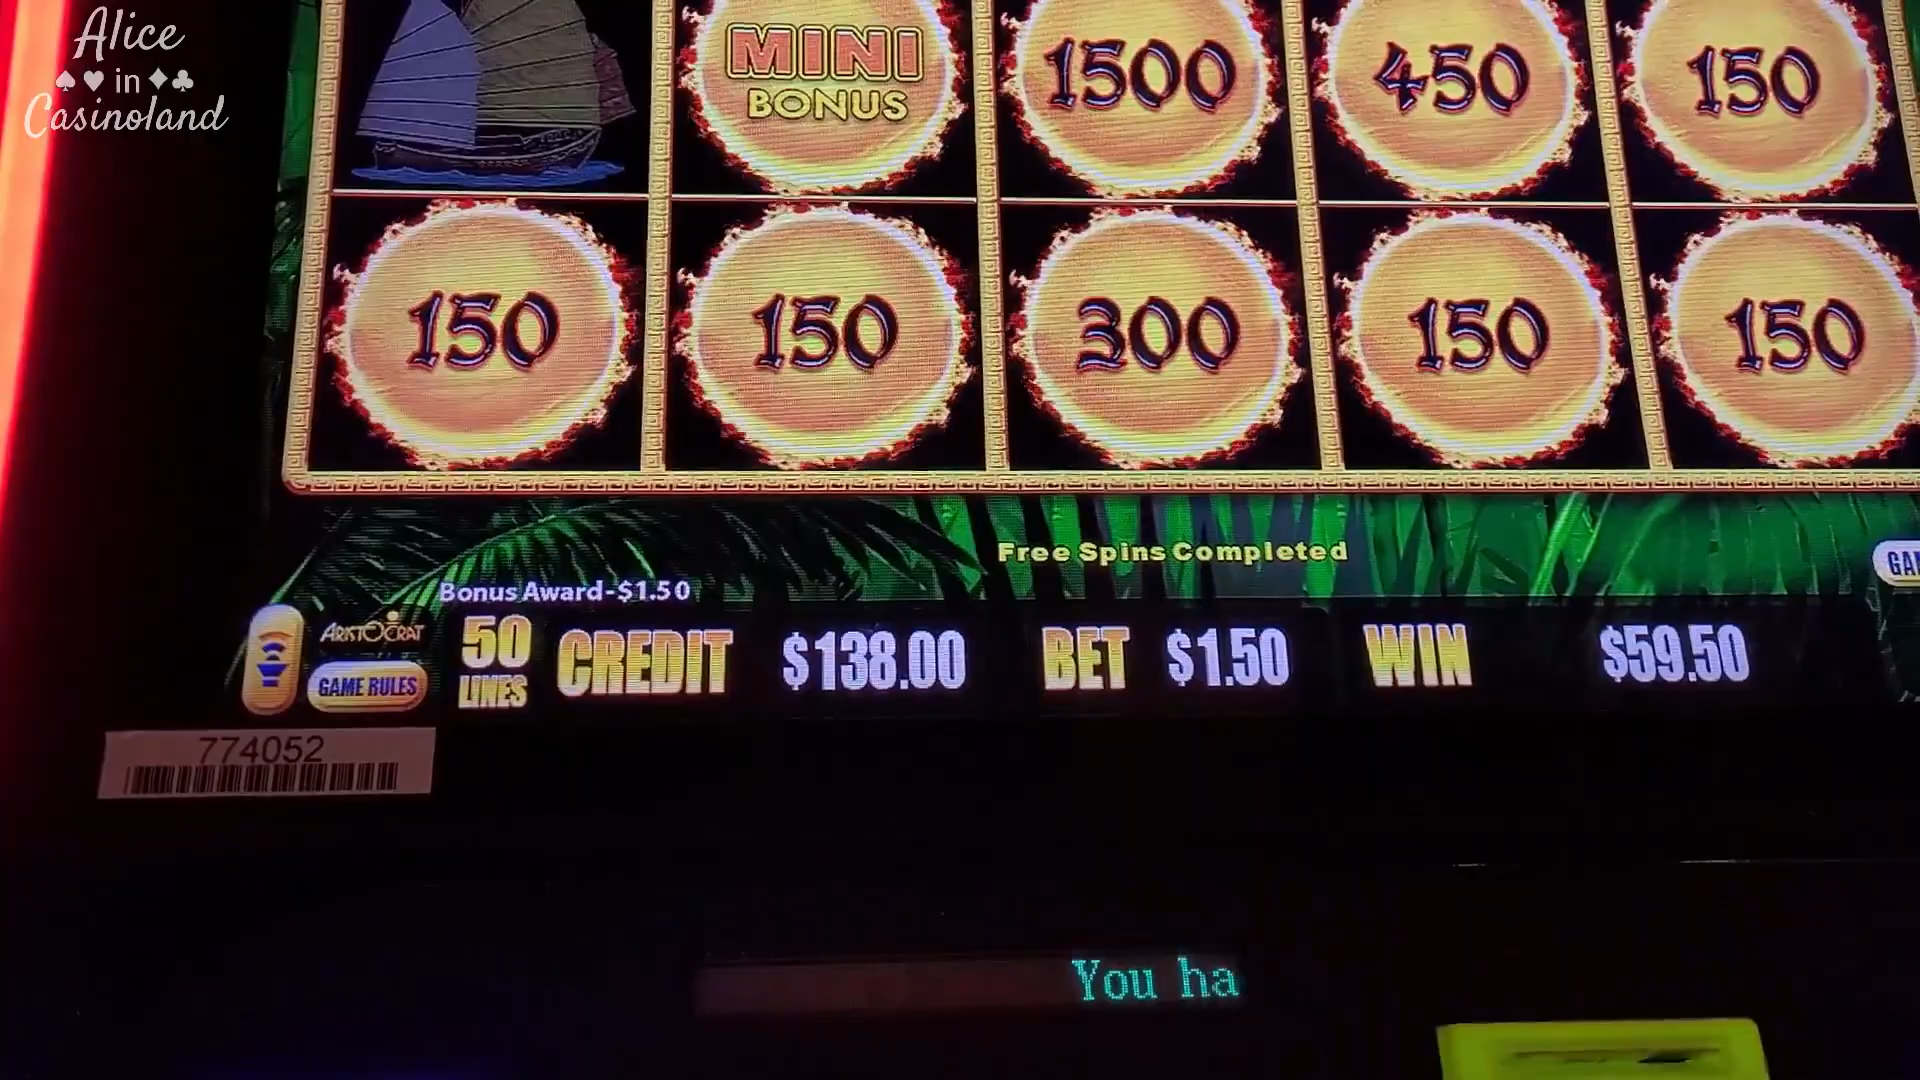 Alice
in
Casinoland
MINI
BONUS
1500
450
150
150
150
300
150
150
Free Spins Completed
Bonus Award-$1.50
ARISTOCRAT
GAME RULES
50
LINES
CREDIT $138.00 BET $1.50 WIN $59.50
774052
You ha